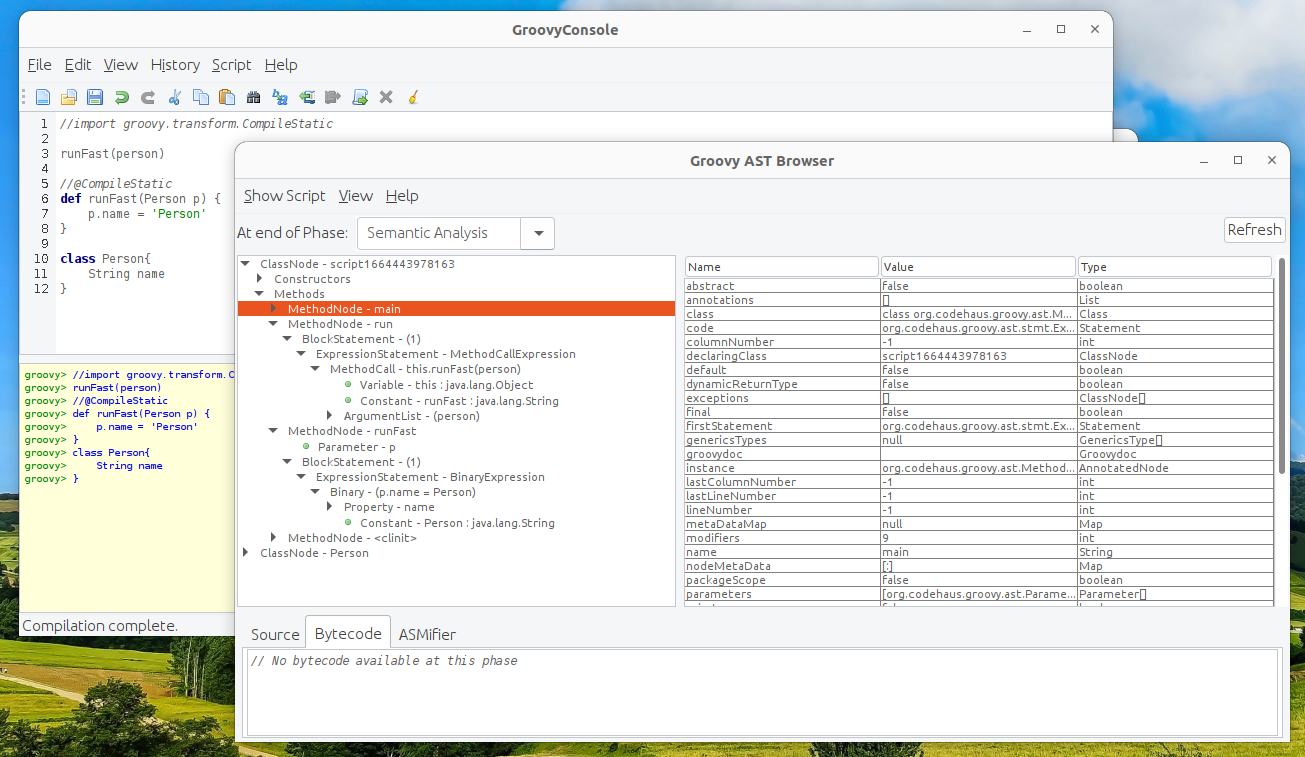 GroovyConsole
File Edit View History Script Help
1 //import groovy.transform.CompileStatic
2
3 runFast(person)
4
5 //@CompileStatic
6 def runFast(Person p) {
7     p.name = 'Person'
8 }
9
10 class Person{
11     String name
12 }
groovy> //import groovy.transform.C
groovy> runFast(person)
groovy> //@CompileStatic
groovy> def runFast(Person p) {
groovy>     p.name = 'Person'
groovy> }
groovy> class Person{
groovy>     String name
groovy> }
Compilation complete.
Groovy AST Browser
Show Script View Help
At end of Phase: Semantic Analysis Refresh
ClassNode - script1664443978163
Constructors
Methods
MethodNode - main
MethodNode - run
BlockStatement - (1)
ExpressionStatement - MethodCallExpression
MethodCall - this.runFast(person)
Variable - this : java.lang.Object
Constant - runFast : java.lang.String
ArgumentList - (person)
MethodNode - runFast
Parameter - p
BlockStatement - (1)
ExpressionStatement - BinaryExpression
Binary - (p.name = Person)
Property - name
Constant - Person : java.lang.String
MethodNode - <clinit>
ClassNode - Person
Name Value Type
abstract false boolean
annotations [] List
class class org.codehaus.groovy.ast.M... Class
code org.codehaus.groovy.ast.stmt.Ex... Statement
columnNumber -1 int
declaringClass script1664443978163 ClassNode
default false boolean
dynamicReturnType false boolean
exceptions [] ClassNode[]
final false boolean
firstStatement org.codehaus.groovy.ast.stmt.Ex... Statement
genericsTypes null GenericsType[]
groovydoc Groovydoc
instance org.codehaus.groovy.ast.Method... AnnotatedNode
lastColumnNumber -1 int
lastLineNumber -1 int
lineNumber -1 int
metaDataMap null Map
modifiers 9 int
name main String
nodeMetaData [:] Map
packageScope false boolean
parameters [org.codehaus.groovy.ast.Parame... Parameter[]
Source Bytecode ASMifier
// No bytecode available at this phase